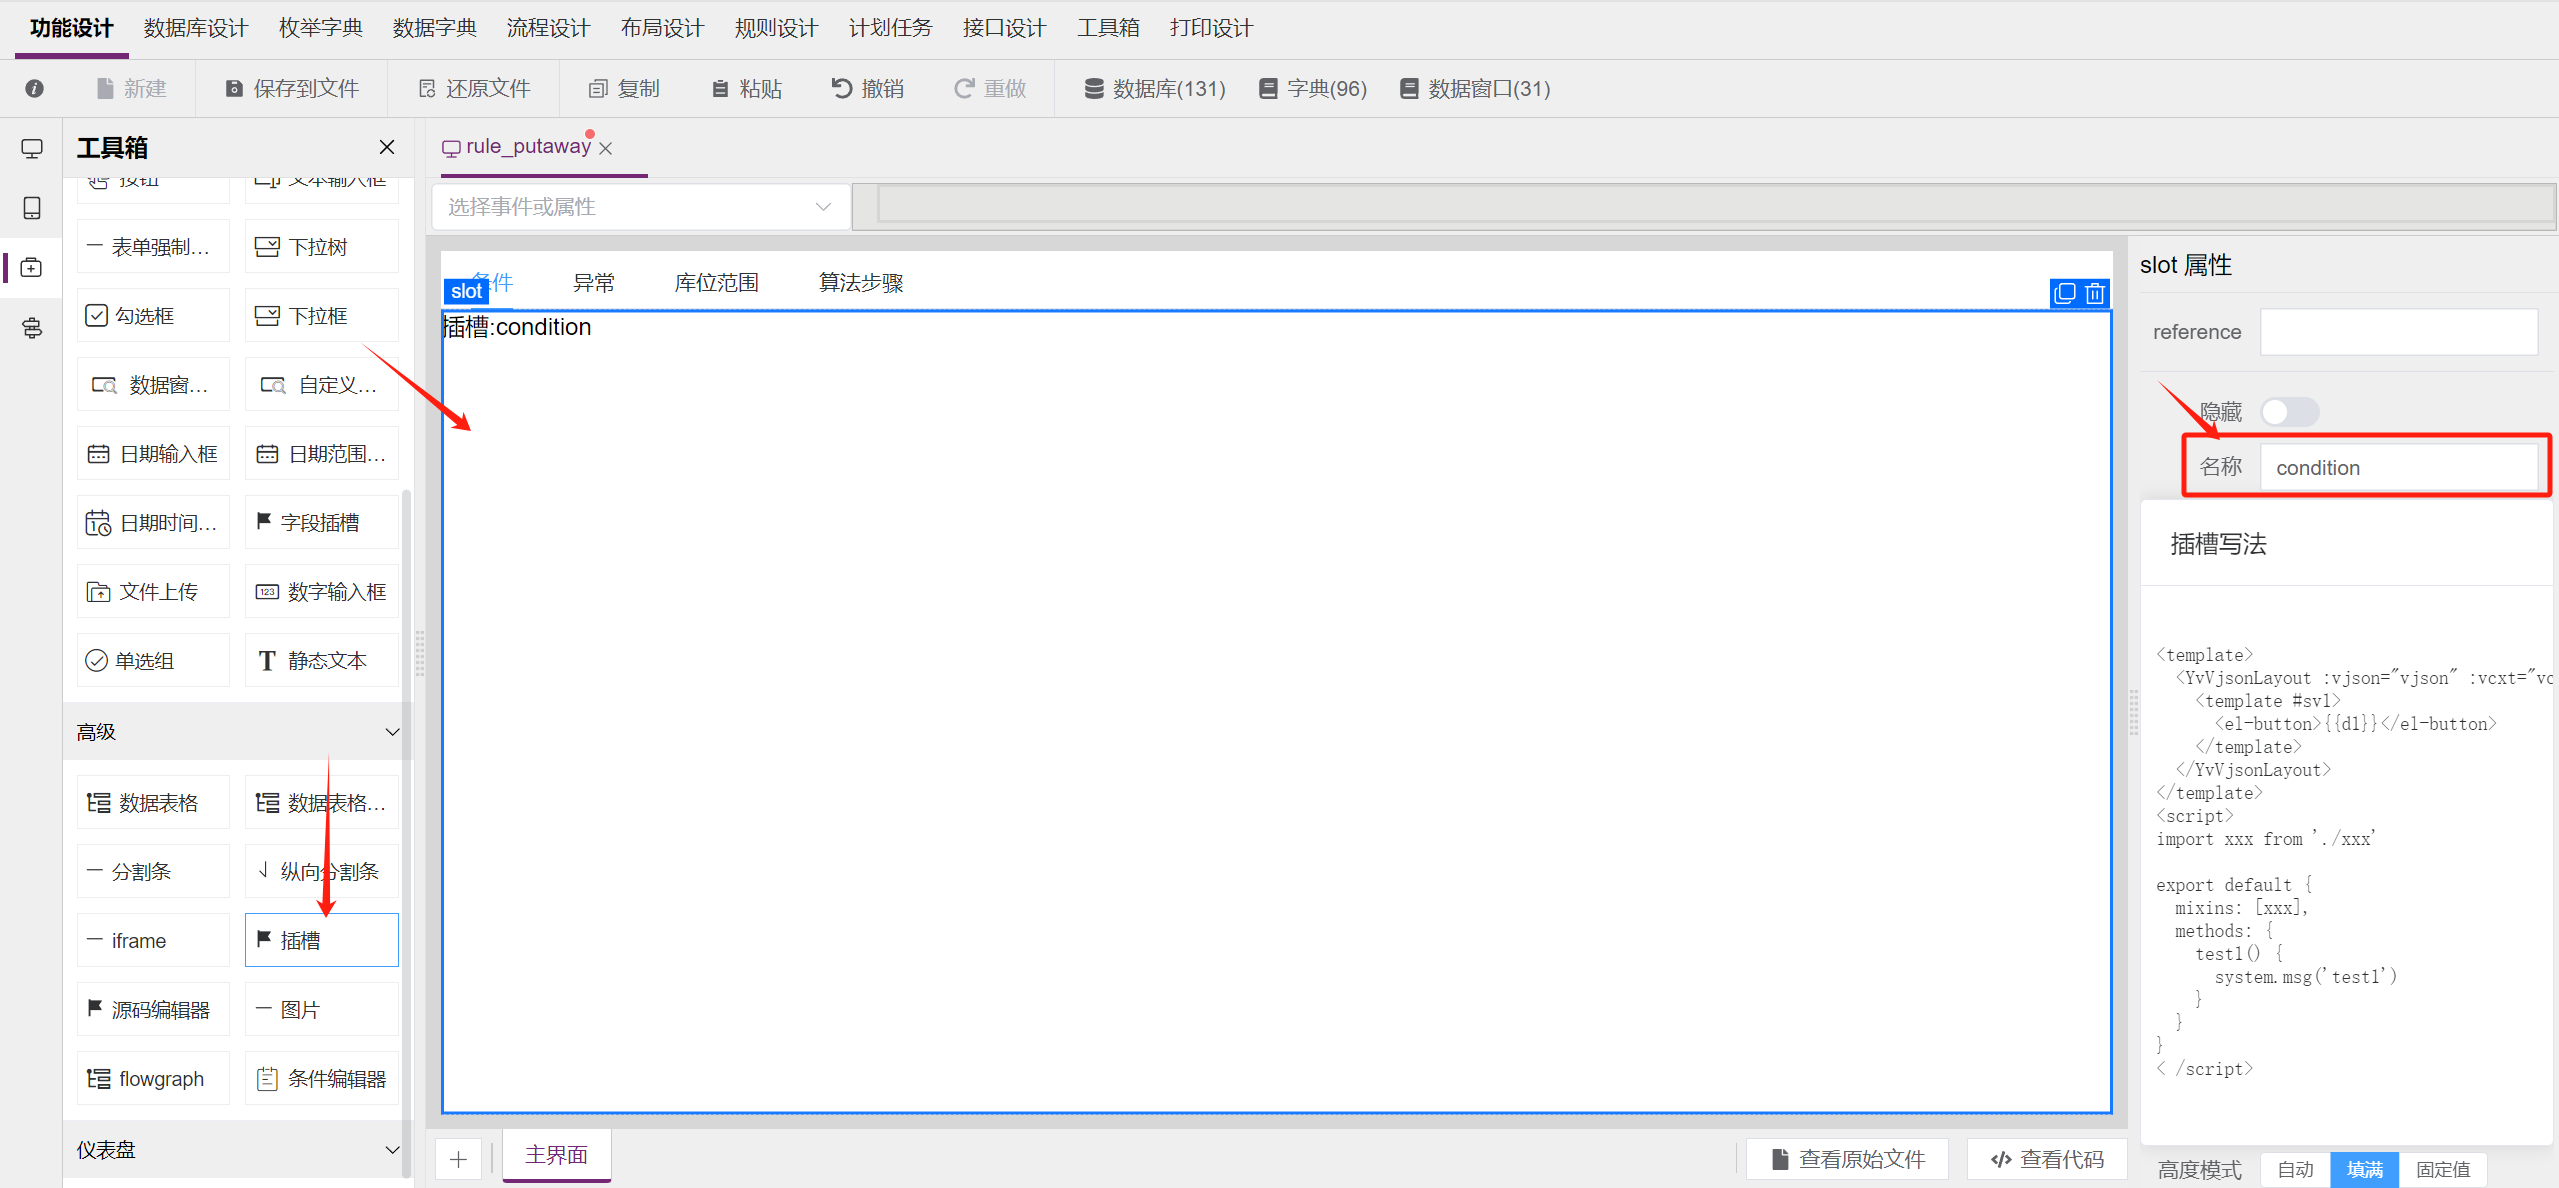 功能设计 数据库设计 枚举字典 数据字典 流程设计 布局设计 规则设计 计划任务 接口设计 工具箱 打印设计
新建 保存到文件 还原文件 复制 粘贴 撤销 重做 数据库(131) 字典(96) 数据窗口(31)
工具箱
按钮 文本输入框
表单强制... 下拉树
勾选框 下拉框
数据窗... 自定义...
日期输入框 日期范围...
日期时间... 字段插槽
文件上传 数字输入框
单选组 静态文本
高级
数据表格 数据表格...
分割条 纵向分割条
iframe 插槽
源码编辑器 图片
flowgraph 条件编辑器
仪表盘
rule_putaway
选择事件或属性
条件 异常 库位范围 算法步骤
slot
插槽:condition
主界面 查看原始文件 查看代码
slot 属性
reference
隐藏
名称 condition
插槽写法
<template>
<YvVjsonLayout :vjson="vjson" :vcxt="vc
<template #sv1>
<el-button>{{d1}}</el-button>
</template>
</YvVjsonLayout>
</template>
<script>
import xxx from './xxx'
export default {
mixins: [xxx],
methods: {
test1() {
system.msg('test1')
}
}
}
< /script>
高度模式 自动 填满 固定值